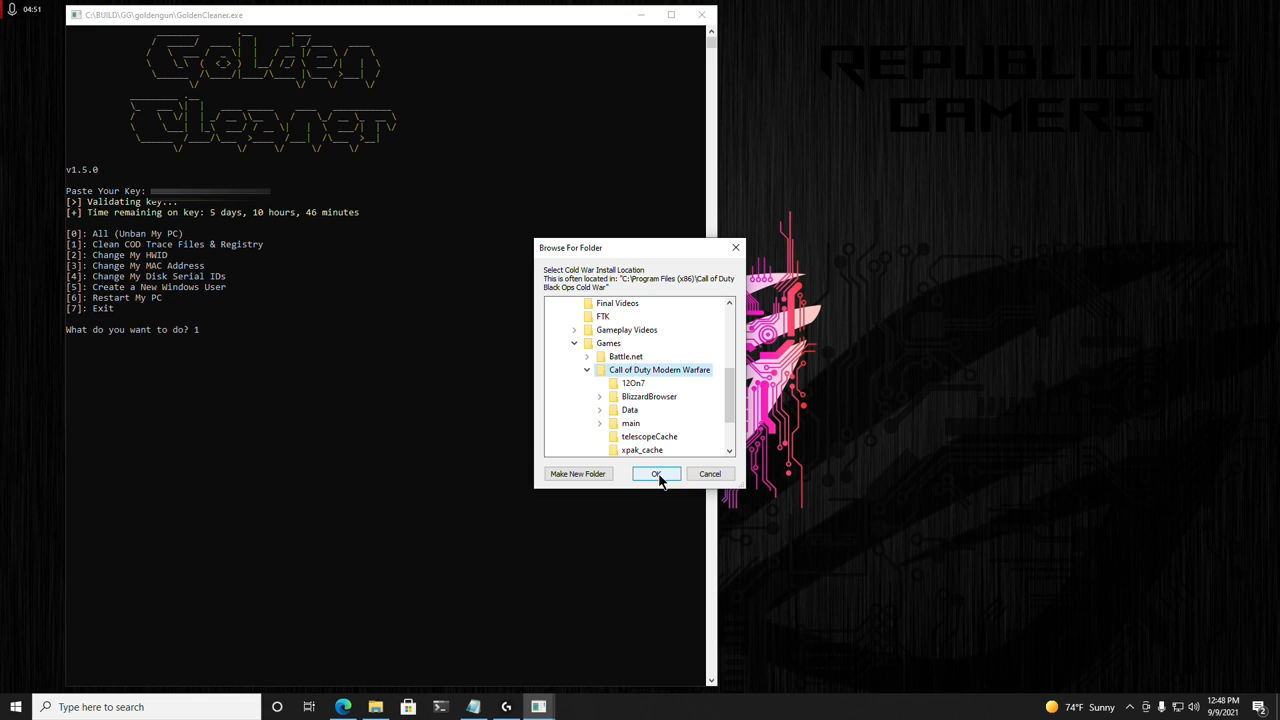 04:51
C:\BUILD\GG\goldengun\GoldenCleaner.exe
Golden
Cleaner
v1.5.0
Paste Your Key:
[>] Validating key...
[+] Time remaining on key: 5 days, 10 hours, 46 minutes
[0]: All (Unban My PC)
[1]: Clean COD Trace Files & Registry
[2]: Change My HWID
[3]: Change My MAC Address
[4]: Change My Disk Serial IDs
[5]: Create a New Windows User
[6]: Restart My PC
[7]: Exit
What do you want to do? 1
Browse For Folder
Select Cold War Install Location
This is often located in: "C:\Program Files (x86)\Call of Duty
Black Ops Cold War"
Final Videos
FTK
Gameplay Videos
Games
Battle.net
Call of Duty Modern Warfare
12On7
BlizzardBrowser
Data
main
telescopeCache
xpak_cache
Make New Folder
OK
Cancel
REPUBLIC OF
GAMERS
Type here to search
74°F Sunny
12:48 PM
9/9/2021